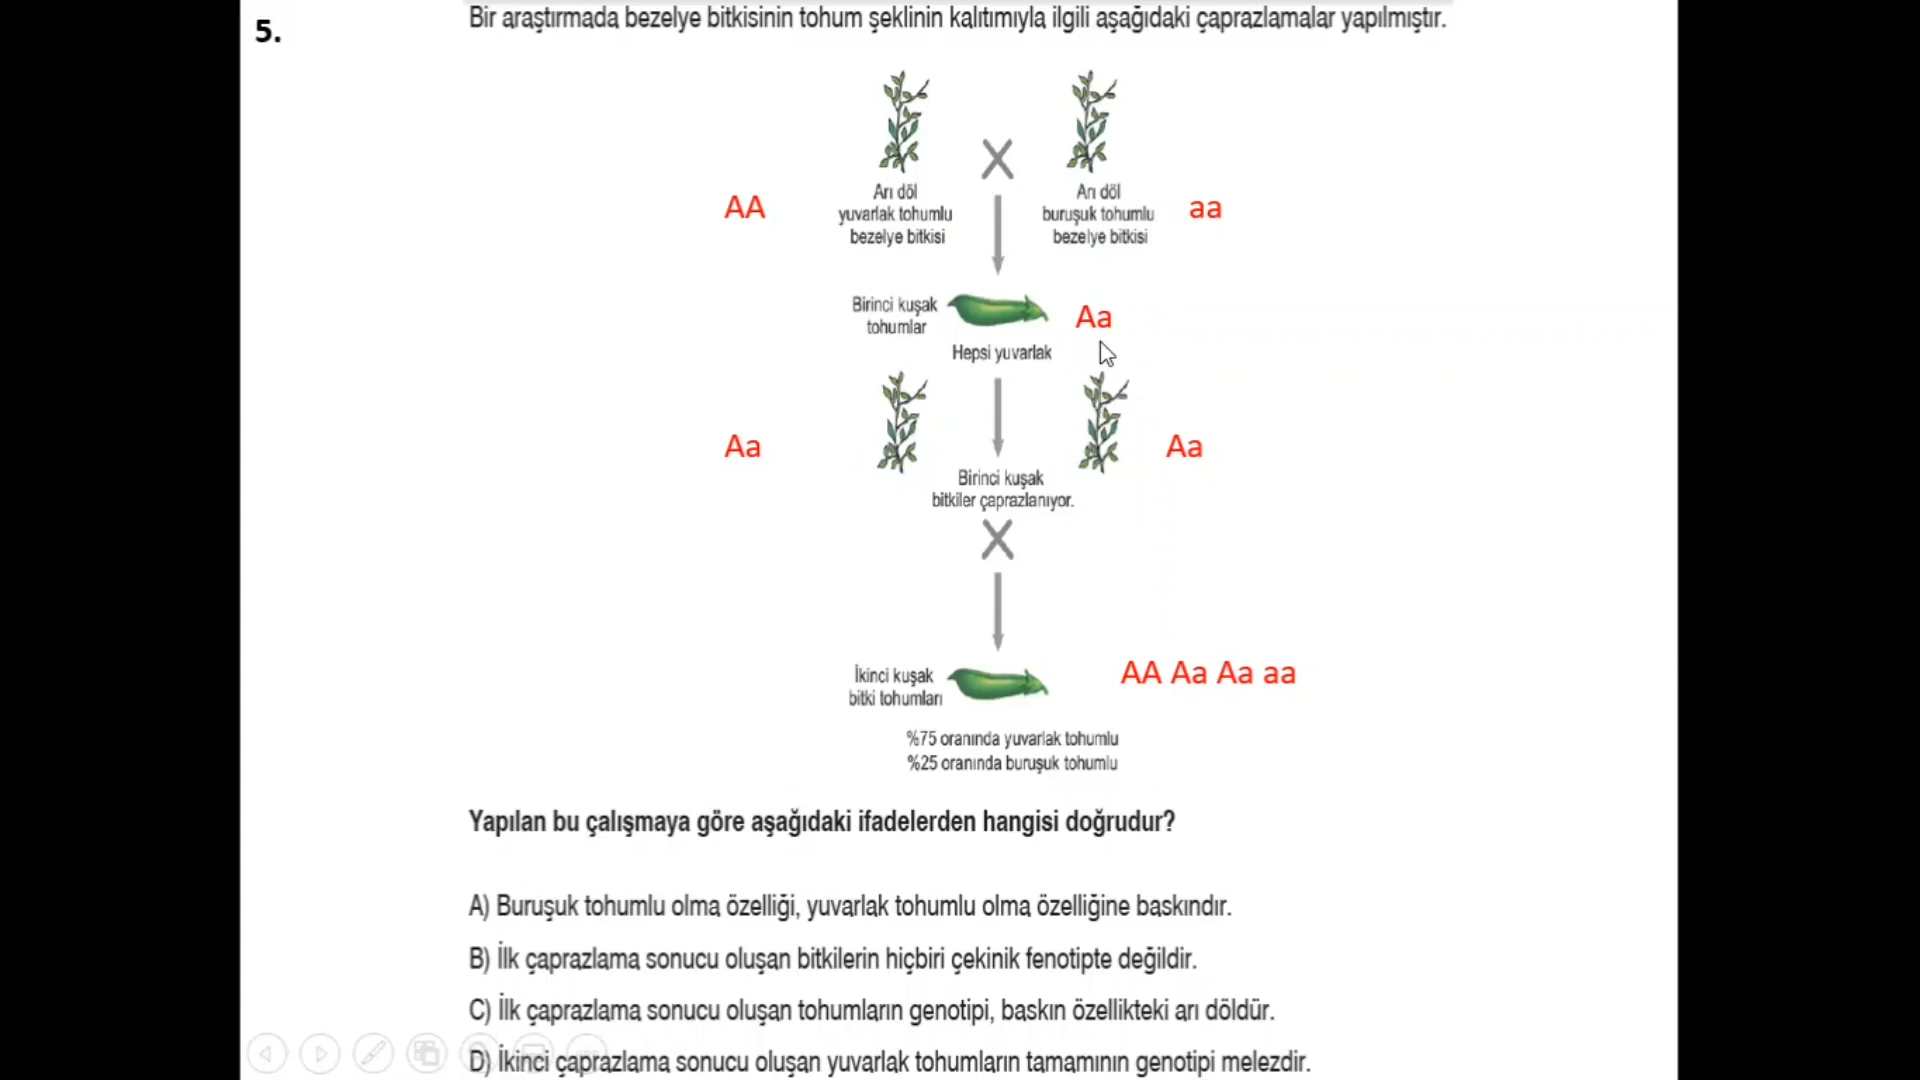 5.
Bir araştırmada bezelye bitkisinin tohum şeklinin kalıtımıyla ilgili aşağıdaki çaprazlamalar yapılmıştır.
AA
Arı döl
yuvarlak tohumlu
bezelye bitkisi
Arı döl
buruşuk tohumlu
bezelye bitkisi
aa
Birinci kuşak
tohumlar
Aa
Hepsi yuvarlak
Aa
Aa
Birinci kuşak
bitkiler çaprazlanıyor.
İkinci kuşak
bitki tohumları
AA Aa Aa aa
%75 oranında yuvarlak tohumlu
%25 oranında buruşuk tohumlu
Yapılan bu çalışmaya göre aşağıdaki ifadelerden hangisi doğrudur?
A) Buruşuk tohumlu olma özelliği, yuvarlak tohumlu olma özelliğine baskındır.
B) İlk çaprazlama sonucu oluşan bitkilerin hiçbiri çekinik fenotipte değildir.
C) İlk çaprazlama sonucu oluşan tohumların genotipi, baskın özellikteki arı döldür.
D) İkinci çaprazlama sonucu oluşan yuvarlak tohumların tamamının genotipi melezdir.